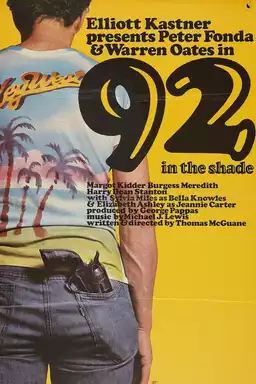 Elliott Kastner
presents Peter Fonda
& Warren Oates in
Key West
92
in the shade
Margot Kidder Burgess Meredith
Harry Dean Stanton
with Sylvia Miles as Bella Knowles
& Elizabeth Ashley as Jeannie Carter
produced by George Pappas
music by Michael J. Lewis
written & directed by Thomas McGuane